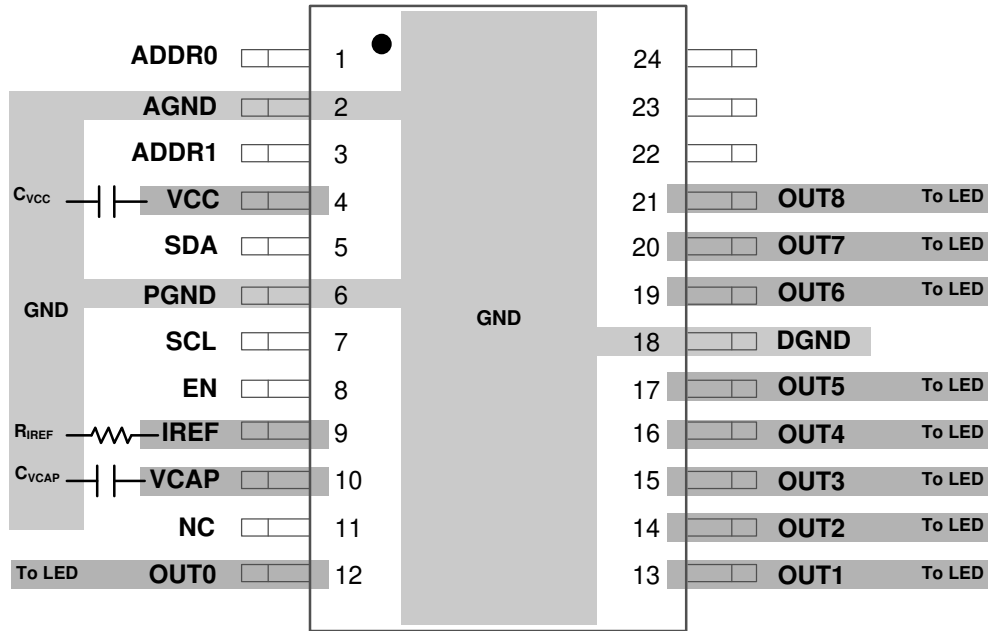 ADDR0 1 24
AGND 2 23
ADDR1 3 22
CVCC VCC 4 21 OUT8 To LED
SDA 5 20 OUT7 To LED
PGND 6 19 OUT6 To LED
GND GND
SCL 7 18 DGND
EN 8 17 OUT5 To LED
RIREF IREF 9 16 OUT4 To LED
CVCAP VCAP 10 15 OUT3 To LED
NC 11 14 OUT2 To LED
To LED OUT0 12 13 OUT1 To LED